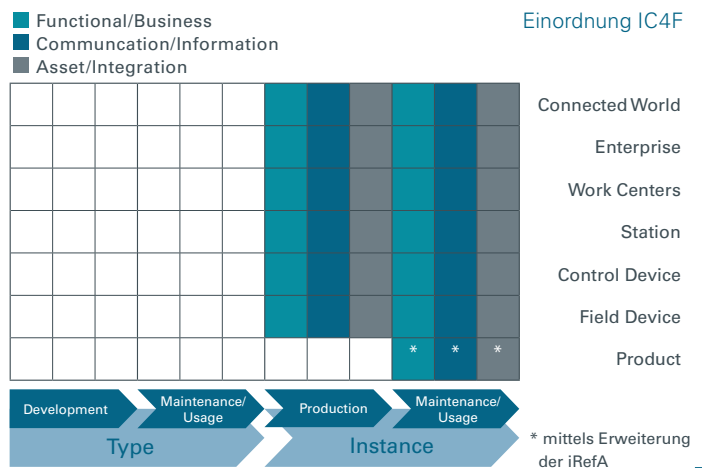 Functional/Business
Einordnung IC4F
Communcation/Information
Asset/Integration
Connected World
Enterprise
Work Centers
Station
Control Device
Field Device
* * *
Product
Development
Maintenance/
Usage
Production
Maintenance/
Usage
Type
Instance
* mittels Erweiterung
der iRefA